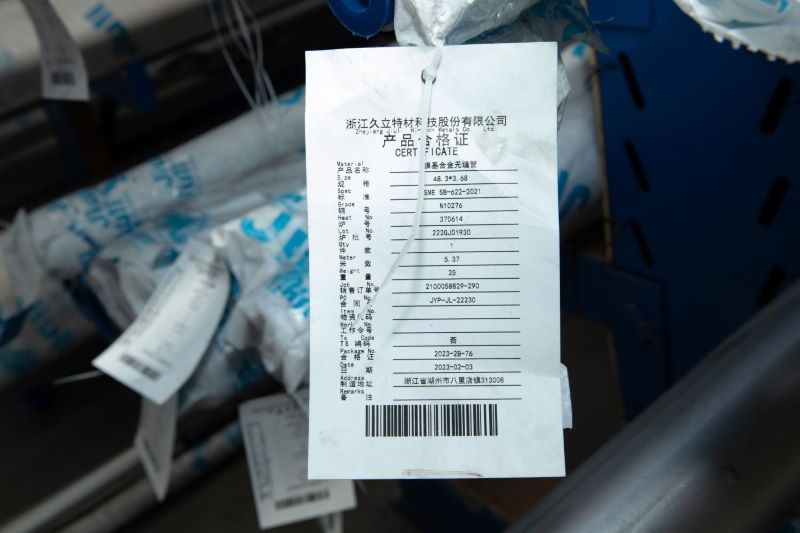 浙江久立特材科技股份有限公司
Zhejiang Jiuli Hi-tech Metals Co. Ltd.
产品合格证
CERTIFICATE
Material
产品名称 镍基合金无缝管
Size
规 格 48.3*3.68
Spec
标 准 SME SB-622-2021
Grade
钢 号 N10276
Heat No.
炉 号 370614
Lot No.
炉批号 222GJ01930
Qty
件 数 1
Meter
米 数 5.37
Weight
重 量 25
Job No.
销售订单号 2100058829-290
PO No.
合同 JYP-JL-22230
Item No.
物资代码
Work No.
工作令号
Ts Code
TS 编码 否
Package No.
合格证 2023-2B-76
Date
日 期 2023-02-03
Address
制造地址 浙江省湖州市八里店镇313008
Remarks
备 注